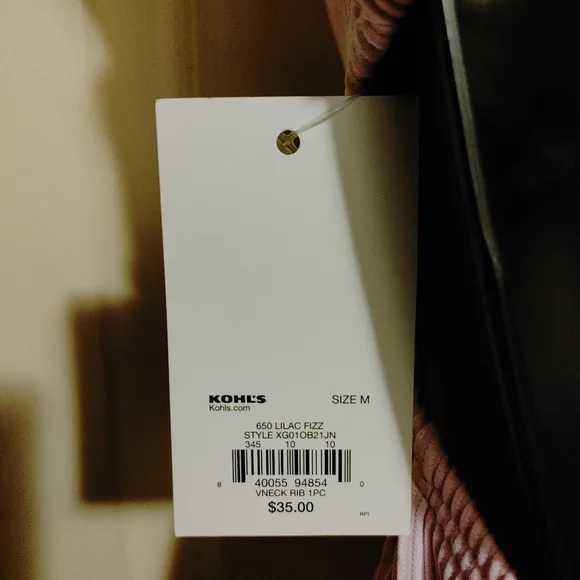 KOHL'S SIZE M
Kohls.com
650 LILAC FIZZ
STYLE XG01OB21JN
345 10 10
8 40055 94854 0
VNECK RIB 1PC
$35.00
RPI